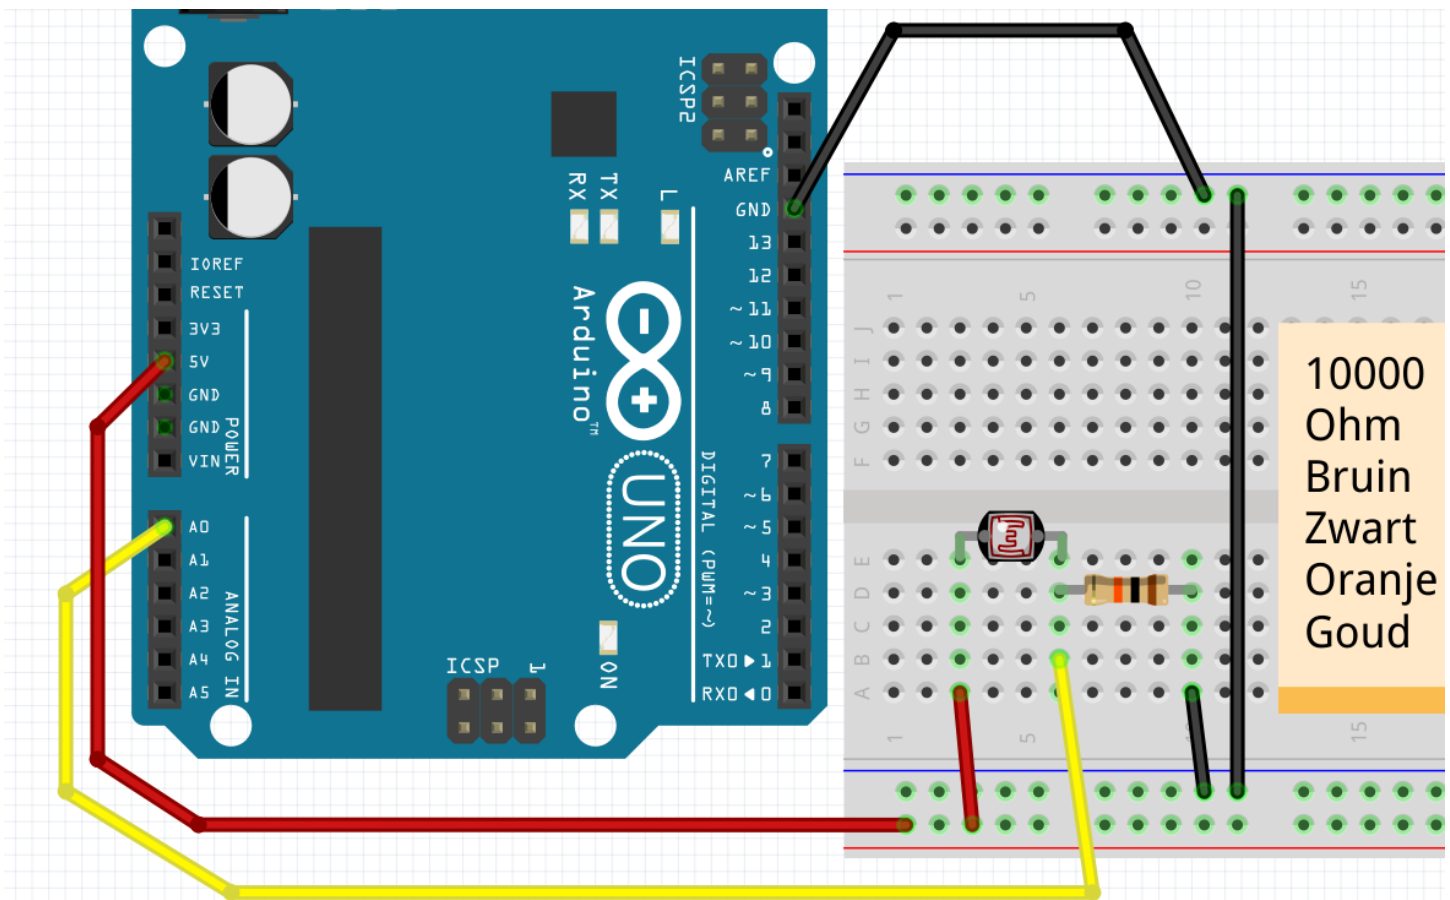 ICSP2
AREF
GND
13
12
~11
~10
~9
8
7
~6
~5
4
~3
2
TX0▶1
RX0◀0
DIGITAL (PWM=~)
RX
TX
L
Arduino™
UNO
ON
ICSP
1
IOREF
RESET
3V3
5V
GND
GND
VIN
POWER
A0
A1
A2
A3
A4
A5
ANALOG IN
1 5 10 15
J
I
H
G
F
E
D
C
B
A
1 5 10 15
10000
Ohm
Bruin
Zwart
Oranje
Goud